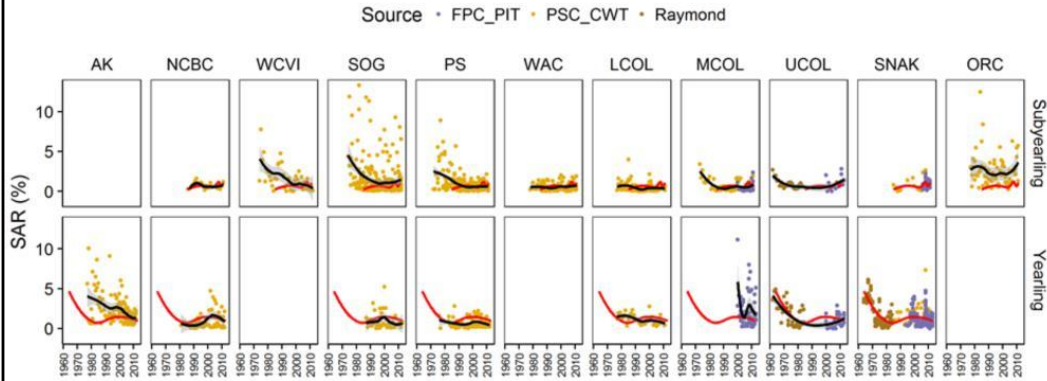 Source • FPC_PIT • PSC_CWT • Raymond
AK NCBC WCVI SOG PS WAC LCOL MCOL UCOL SNAK ORC
SAR (%)
10
5
0
Subyearling
10
5
0
Yearling
1960 1970 1980 1990 2000 2010 1960 1970 1980 1990 2000 2010 1960 1970 1980 1990 2000 2010 1960 1970 1980 1990 2000 2010 1960 1970 1980 1990 2000 2010 1960 1970 1980 1990 2000 2010 1960 1970 1980 1990 2000 2010 1960 1970 1980 1990 2000 2010 1960 1970 1980 1990 2000 2010 1960 1970 1980 1990 2000 2010 1960 1970 1980 1990 2000 2010